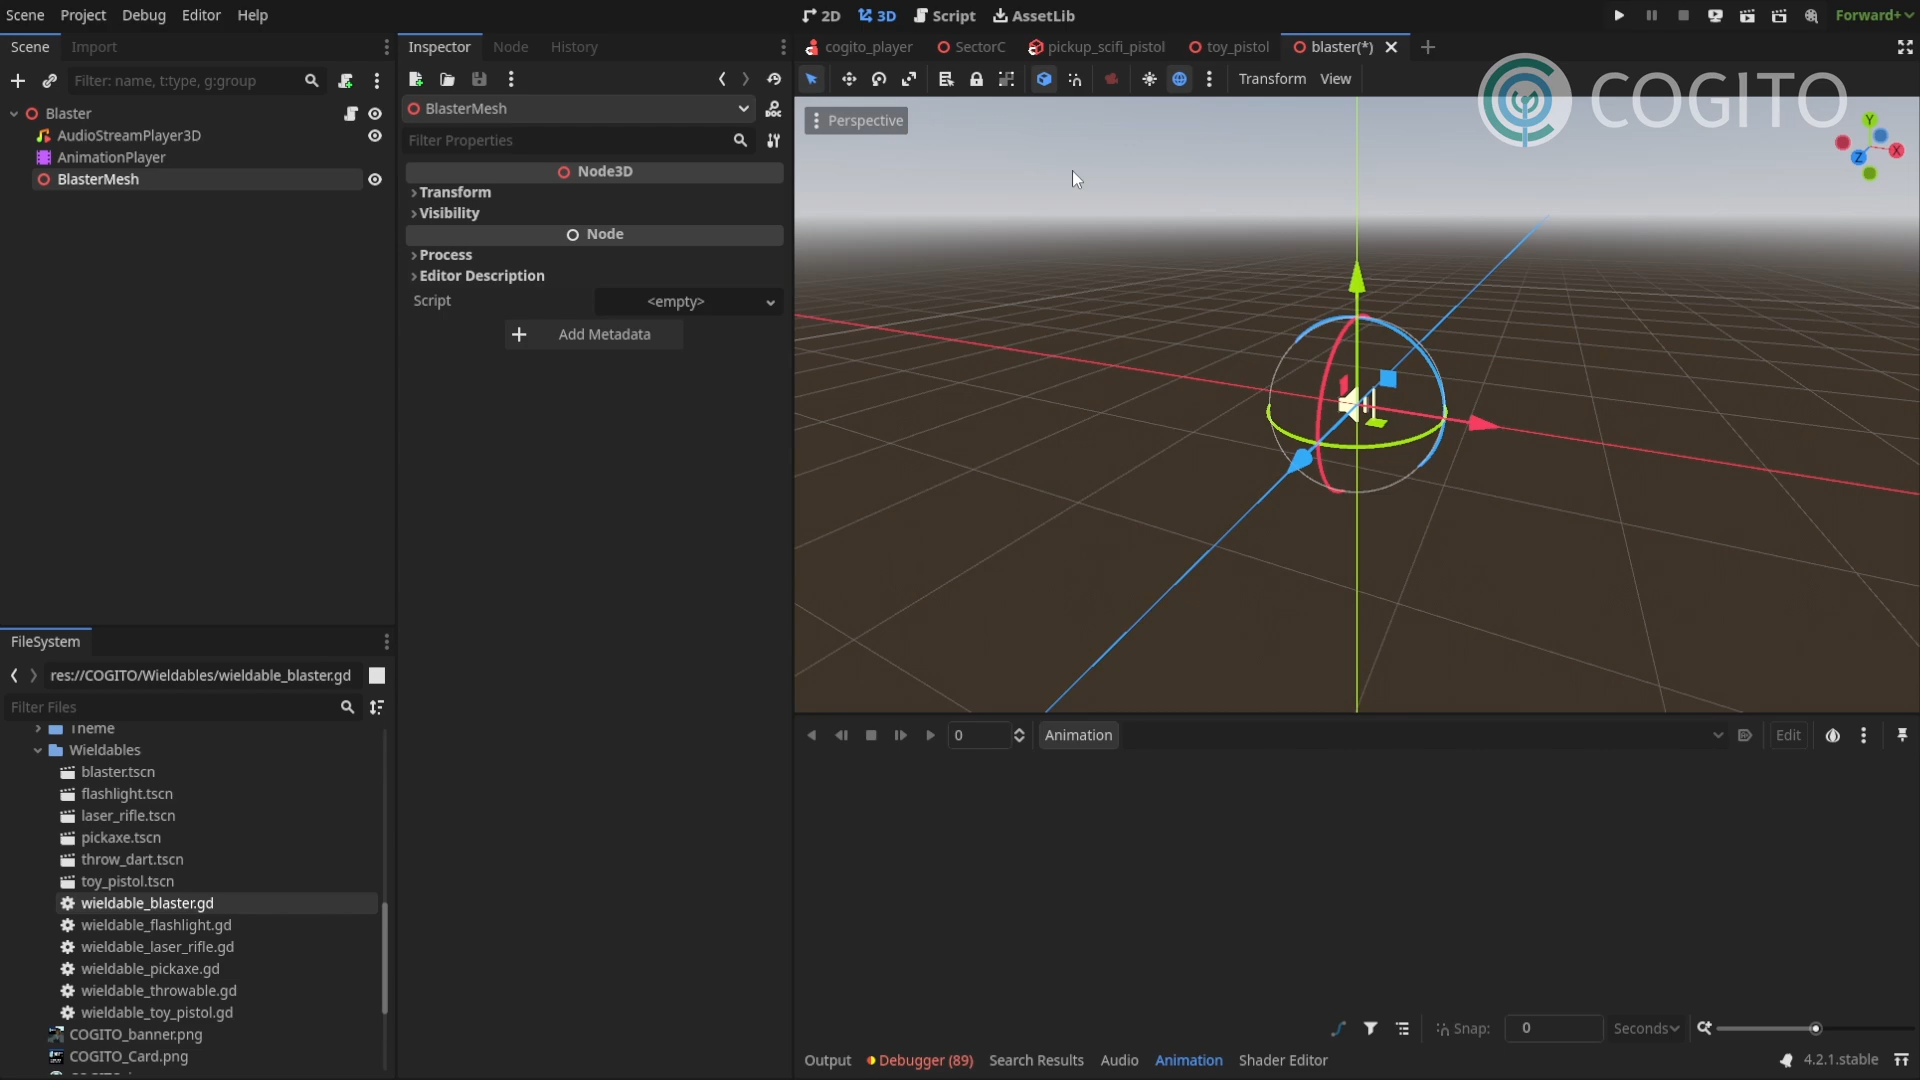 Scene Project Debug Editor Help
2D 3D Script AssetLib
Forward+
Scene Import
Filter: name, t:type, g:group
Blaster
AudioStreamPlayer3D
AnimationPlayer
BlasterMesh
FileSystem
res://COGITO/Wieldables/wieldable_blaster.gd
Filter Files
Theme
Wieldables
blaster.tscn
flashlight.tscn
laser_rifle.tscn
pickaxe.tscn
throw_dart.tscn
toy_pistol.tscn
wieldable_blaster.gd
wieldable_flashlight.gd
wieldable_laser_rifle.gd
wieldable_pickaxe.gd
wieldable_throwable.gd
wieldable_toy_pistol.gd
COGITO_banner.png
COGITO_Card.png
Inspector Node History
BlasterMesh
Filter Properties
Node3D
Transform
Visibility
Node
Process
Editor Description
Script <empty>
Add Metadata
cogito_player SectorC pickup_scifi_pistol toy_pistol blaster(*)
Transform View
Perspective
COGITO
Y
X
Z
0 Animation Edit
Snap: 0 Seconds
Output Debugger (89) Search Results Audio Animation Shader Editor 4.2.1.stable